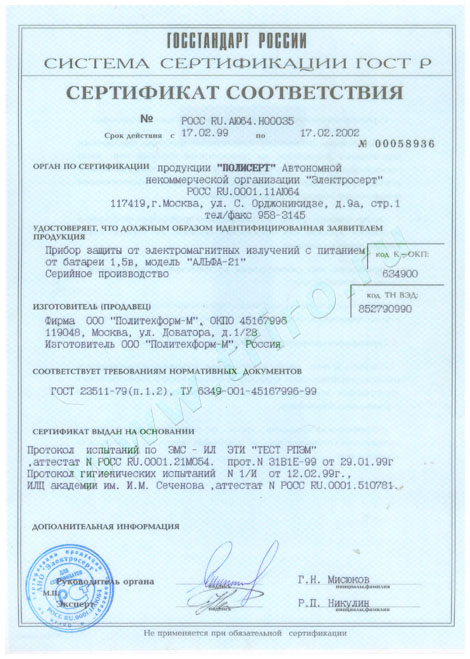 ГОССТАНДАРТ РОССИИ
СИСТЕМА СЕРТИФИКАЦИИ ГОСТ Р
СЕРТИФИКАТ СООТВЕТСТВИЯ
№ РОСС RU.АЮ64.Н00035
Срок действия с 17.02.99 по 17.02.2002
№ 00058936
ОРГАН ПО СЕРТИФИКАЦИИ продукции "ПОЛИСЕРТ" Автономной
некоммерческой организации "Электросерт"
РОСС RU.0001.11АЮ64
117419,г.Москва, ул. С. Орджоникидзе, д.9а, стр.1
тел/факс 958-3145
УДОСТОВЕРЯЕТ, ЧТО ДОЛЖНЫМ ОБРАЗОМ ИДЕНТИФИЦИРОВАННАЯ ЗАЯВИТЕЛЕМ
ПРОДУКЦИЯ
Прибор защиты от электромагнитных излучений с питанием
от батареи 1,5в, модель "АЛЬФА-21"
Серийное производство
код К-ОКП:
634900
код ТН ВЭД:
852790990
ИЗГОТОВИТЕЛЬ (ПРОДАВЕЦ)
Фирма ООО "Политехформ-М", ОКПО 45167996
119048, Москва, ул. Доватора, д.1/28
Изготовитель ООО "Политехформ-М", Россия
СООТВЕТСТВУЕТ ТРЕБОВАНИЯМ НОРМАТИВНЫХ ДОКУМЕНТОВ
ГОСТ 23511-79(п.1.2), ТУ 6349-001-45167996-99
СЕРТИФИКАТ ВЫДАН НА ОСНОВАНИИ
Протокол испытаний по ЭМС - ИЛ ЭТИ "ТЕСТ РПЭМ"
,аттестат N РОСС RU.0001.21МО54. прот.N 31В1Е-99 от 29.01.99г
Протокол гигиенических испытаний N 1/И от 12.02.99г.,
ИЛЦ академии им. И.М. Сеченова ,аттестат N РОСС RU.0001.510781.
ДОПОЛНИТЕЛЬНАЯ ИНФОРМАЦИЯ
Руководитель органа
Г.Н. Мисюков
инициалы,фамилия
М.П.
Эксперт
подпись
Р.П. Никулин
инициалы,фамилия
Не применяется при обязательной сертификации